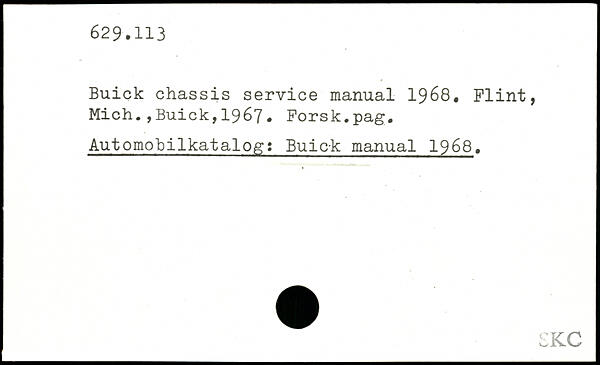 629.113
Buick chassis service manual 1968. Flint,
Mich.,Buick,1967. Forsk.pag.
Automobilkatalog: Buick manual 1968.
SKC